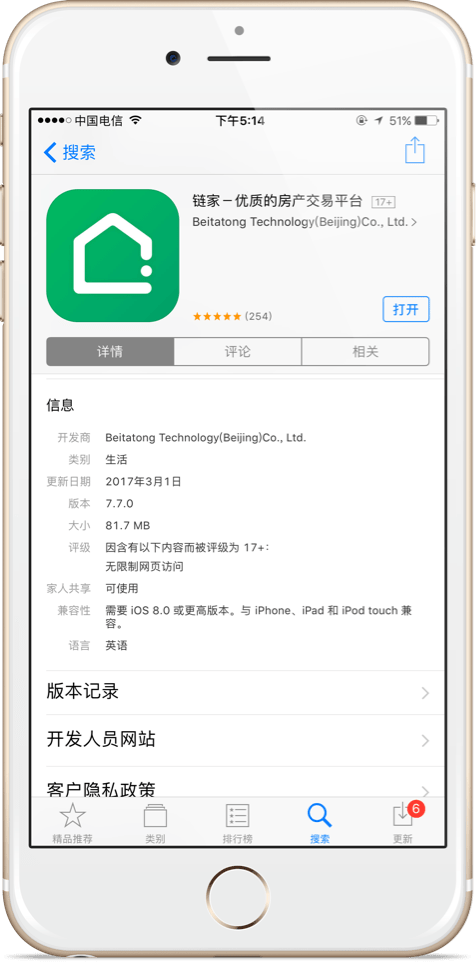 中国电信 下午5:14 51%
搜索
链家 – 优质的房产交易平台 17+
Beitatong Technology(Beijing)Co., Ltd. >
★★★★★ (254) 打开
详情 评论 相关
信息
开发商 Beitatong Technology(Beijing)Co., Ltd.
类别 生活
更新日期 2017年3月1日
版本 7.7.0
大小 81.7 MB
评级 因含有以下内容而被评级为 17+:
无限制网页访问
家人共享 可使用
兼容性 需要 iOS 8.0 或更高版本。与 iPhone、iPad 和 iPod touch 兼
容。
语言 英语
版本记录
开发人员网站
客户隐私政策
6
精品推荐 类别 排行榜 搜索 更新